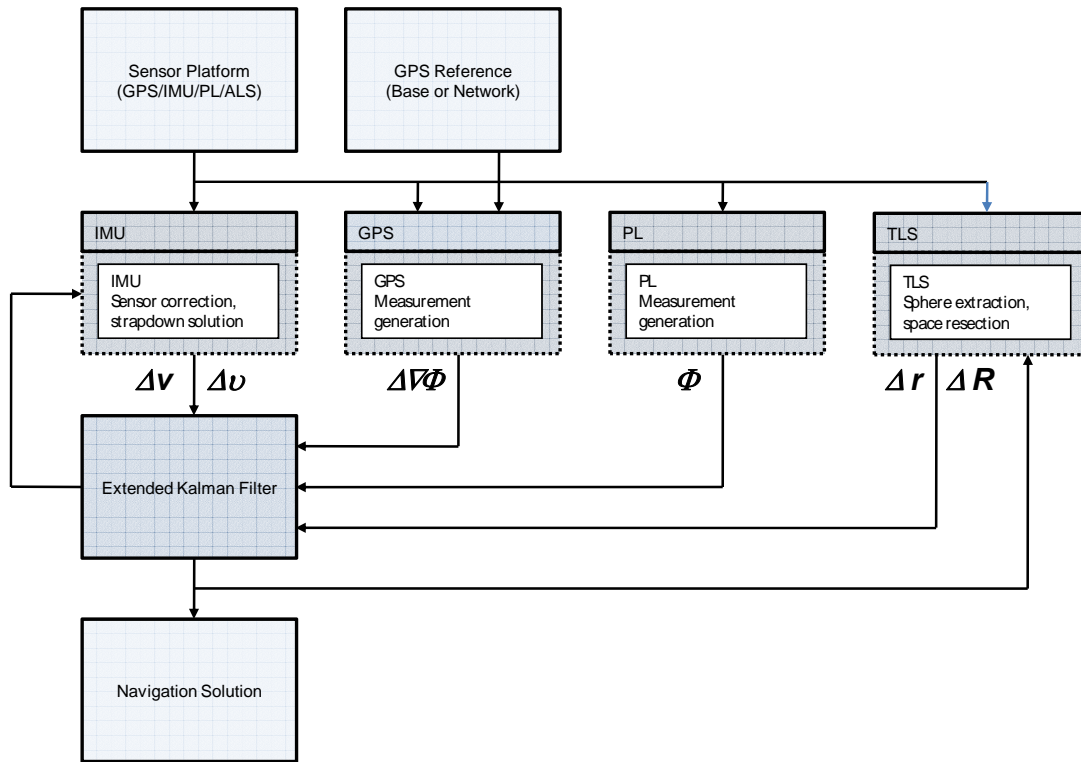 Sensor Platform
(GPS/IMU/PL/ALS)
GPS Reference
(Base or Network)
IMU
GPS
PL
TLS
IMU
Sensor correction,
strapdown solution
GPS
Measurement
generation
PL
Measurement
generation
TLS
Sphere extraction,
space resection
Δv Δυ
Δ∇Φ
Φ
Δr ΔR
Extended Kalman Filter
Navigation Solution